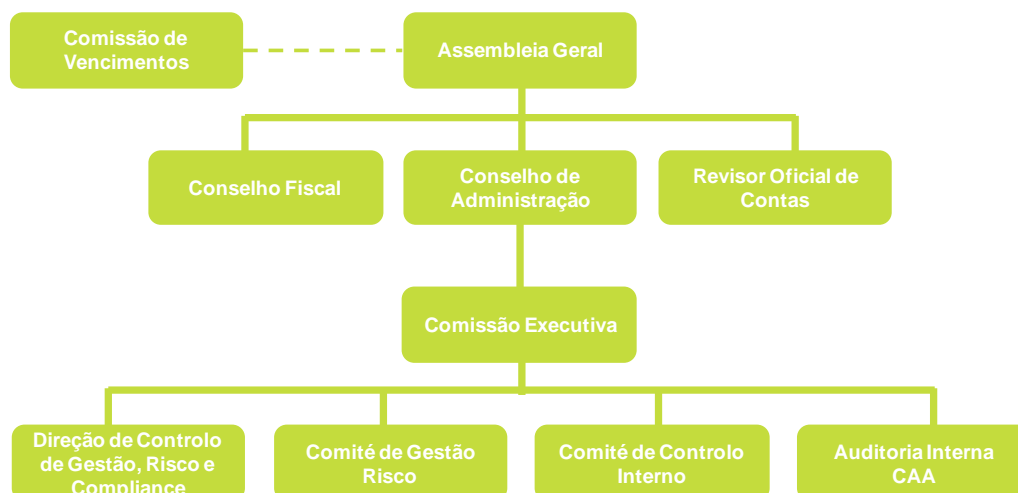 Comissão de
Vencimentos
Assembleia Geral
Conselho Fiscal
Conselho de
Administração
Revisor Oficial de
Contas
Comissão Executiva
Direção de Controlo
de Gestão, Risco e
Compliance
Comité de Gestão
Risco
Comité de Controlo
Interno
Auditoria Interna
CAA